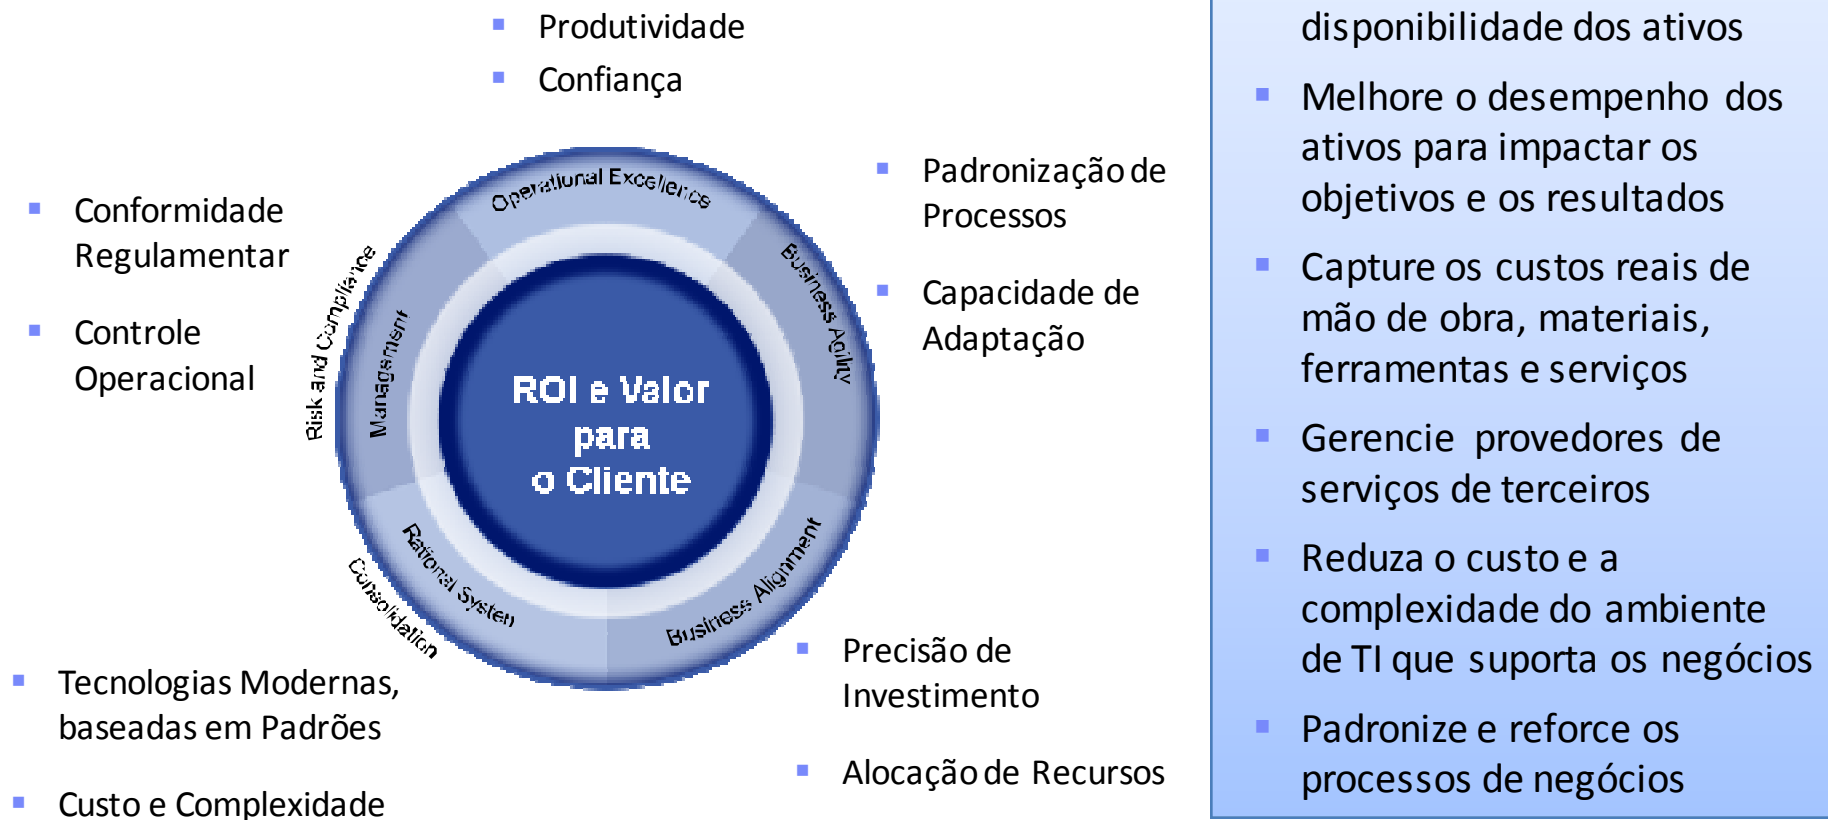 Produtividade
Confiança
Conformidade
Regulamentar
Controle
Operacional
Operational Excellence
Business Agility
Business Alignment
Rational System
Consolidation
Risk and Compliance
Management
ROI e Valor
para
o Cliente
Padronização de
Processos
Capacidade de
Adaptação
Tecnologias Modernas,
baseadas em Padrões
Custo e Complexidade
Precisão de
Investimento
Alocação de Recursos
disponibilidade dos ativos
Melhore o desempenho dos
ativos para impactar os
objetivos e os resultados
Capture os custos reais de
mão de obra, materiais,
ferramentas e serviços
Gerencie provedores de
serviços de terceiros
Reduza o custo e a
complexidade do ambiente
de TI que suporta os negócios
Padronize e reforce os
processos de negócios